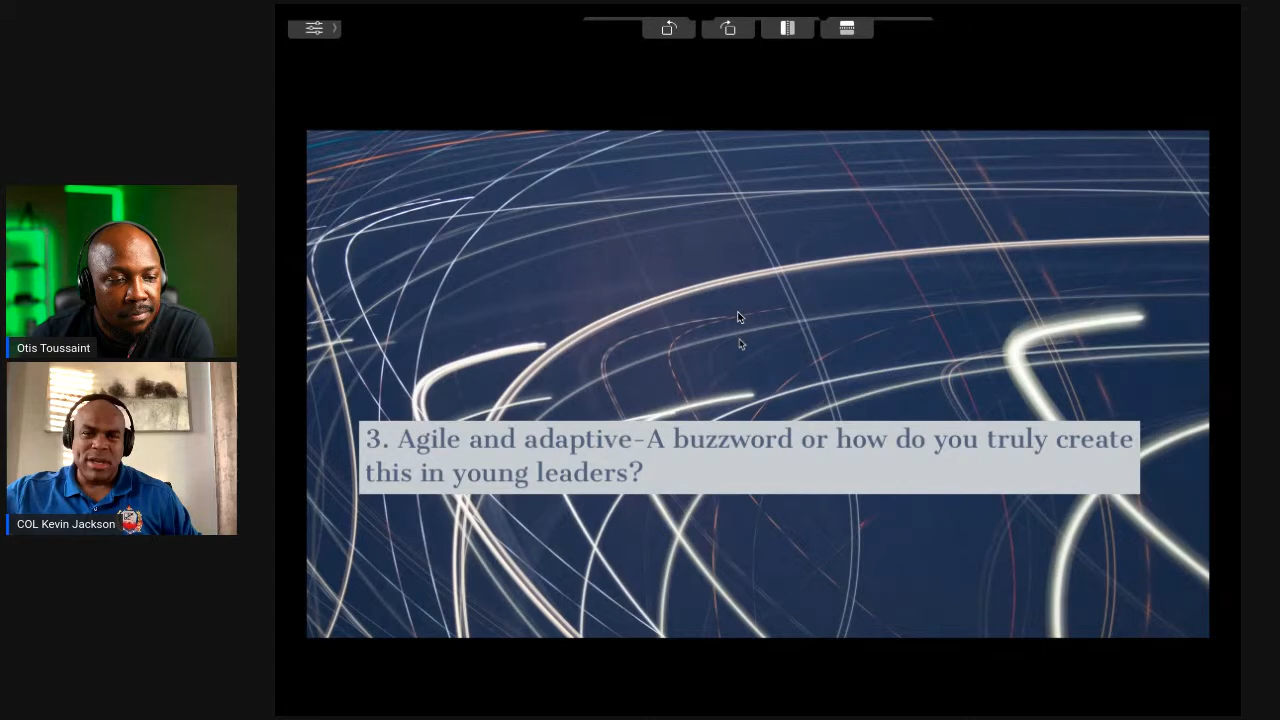 Otis Toussaint
COL Kevin Jackson
3. Agile and adaptive-A buzzword or how do you truly create
this in young leaders?